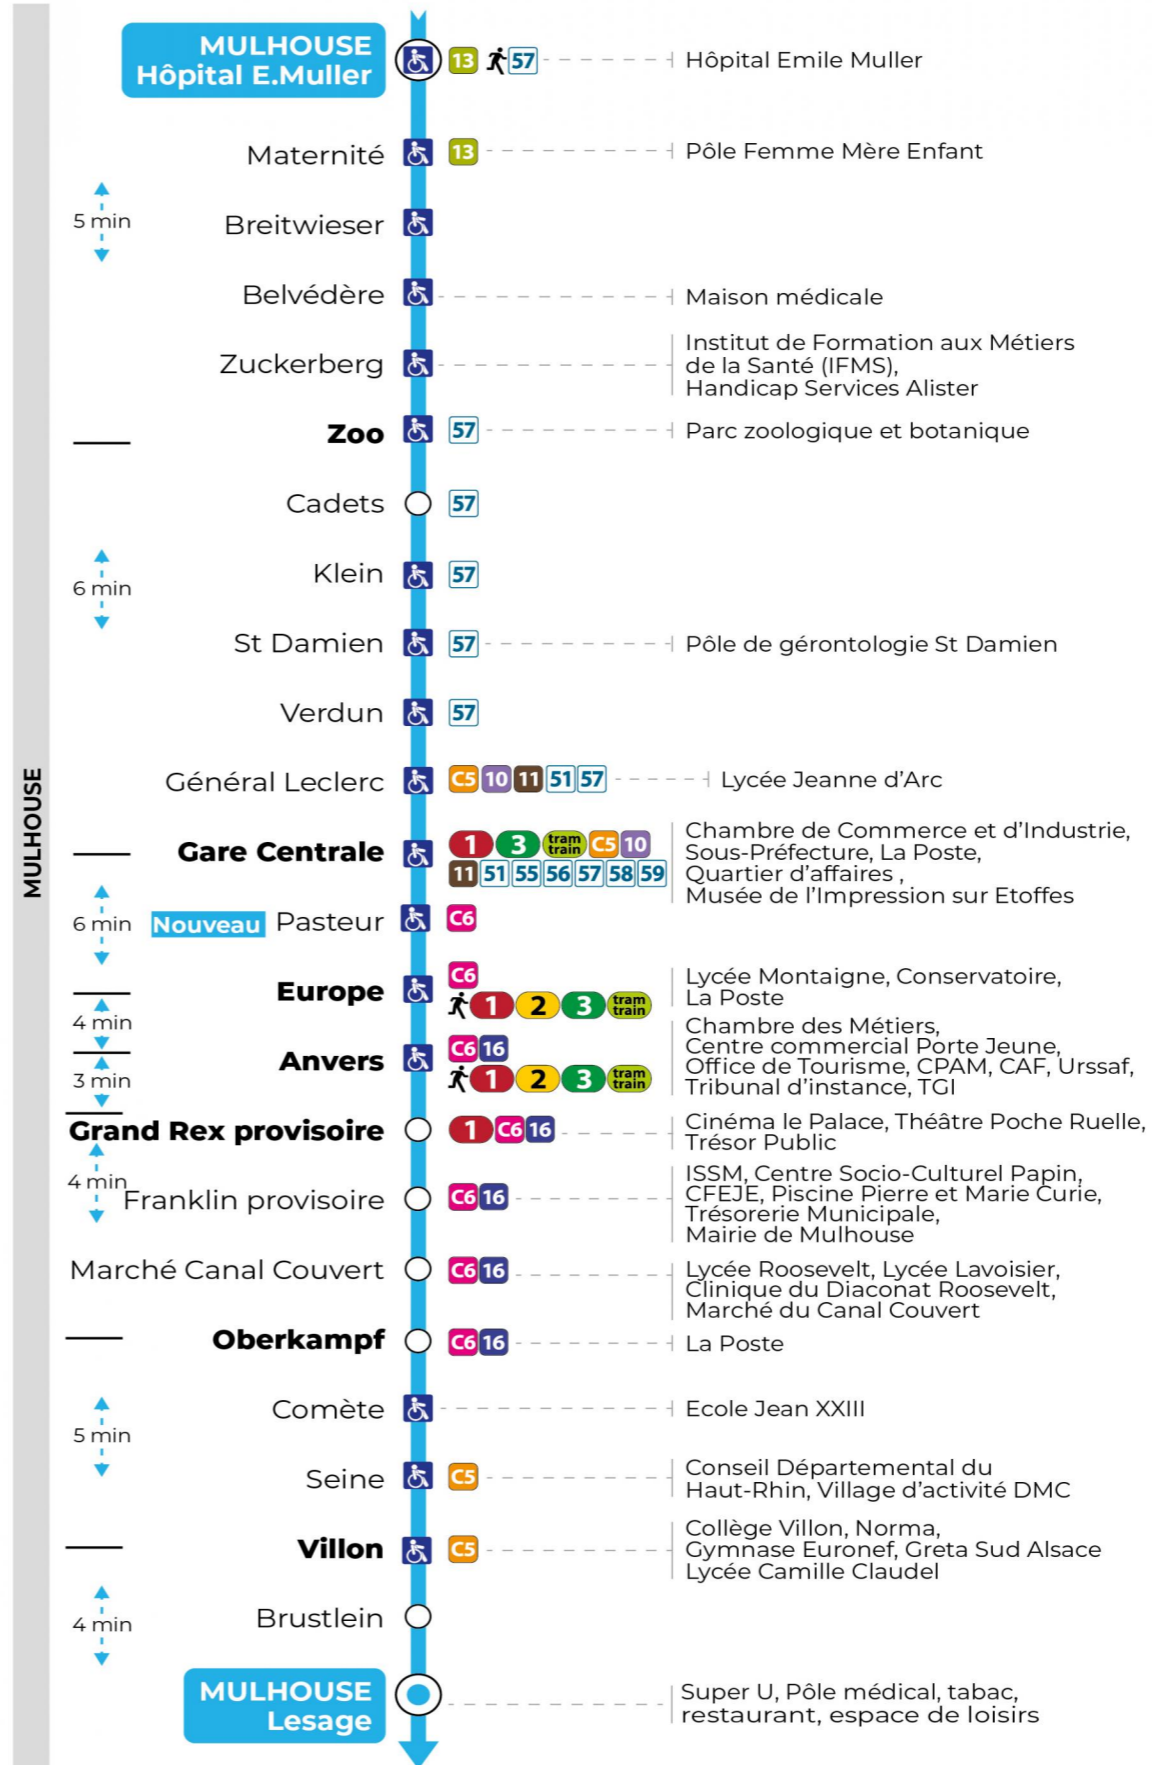 MULHOUSE
MULHOUSE
Hôpital E.Muller
13 57
Hôpital Emile Muller
Maternité
13
Pôle Femme Mère Enfant
5 min
Breitwieser
Belvédère
Maison médicale
Zuckerberg
Institut de Formation aux Métiers
de la Santé (IFMS),
Handicap Services Alister
Zoo
57
Parc zoologique et botanique
Cadets
57
6 min
Klein
57
St Damien
57
Pôle de gérontologie St Damien
Verdun
57
Général Leclerc
C5 10 11 51 57
Lycée Jeanne d’Arc
Gare Centrale
1 3 tram train C5 10
11 51 55 56 57 58 59
Chambre de Commerce et d’Industrie,
Sous-Préfecture, La Poste,
Quartier d’affaires ,
Musée de l’Impression sur Etoffes
6 min
Nouveau Pasteur
C6
Europe
C6
1 2 3 tram train
Lycée Montaigne, Conservatoire,
La Poste
4 min
Anvers
C6 16
1 2 3 tram train
Chambre des Métiers,
Centre commercial Porte Jeune,
Office de Tourisme, CPAM, CAF, Urssaf,
Tribunal d’instance, TGI
3 min
Grand Rex provisoire
1 C6 16
Cinéma le Palace, Théâtre Poche Ruelle,
Trésor Public
4 min
Franklin provisoire
C6 16
ISSM, Centre Socio-Culturel Papin,
CFEJE, Piscine Pierre et Marie Curie,
Trésorerie Municipale,
Mairie de Mulhouse
Marché Canal Couvert
C6 16
Lycée Roosevelt, Lycée Lavoisier,
Clinique du Diaconat Roosevelt,
Marché du Canal Couvert
Oberkampf
C6 16
La Poste
Comète
Ecole Jean XXIII
5 min
Seine
C5
Conseil Départemental du
Haut-Rhin, Village d’activité DMC
Villon
C5
Collège Villon, Norma,
Gymnase Euronef, Greta Sud Alsace
Lycée Camille Claudel
4 min
Brustlein
MULHOUSE
Lesage
Super U, Pôle médical, tabac,
restaurant, espace de loisirs